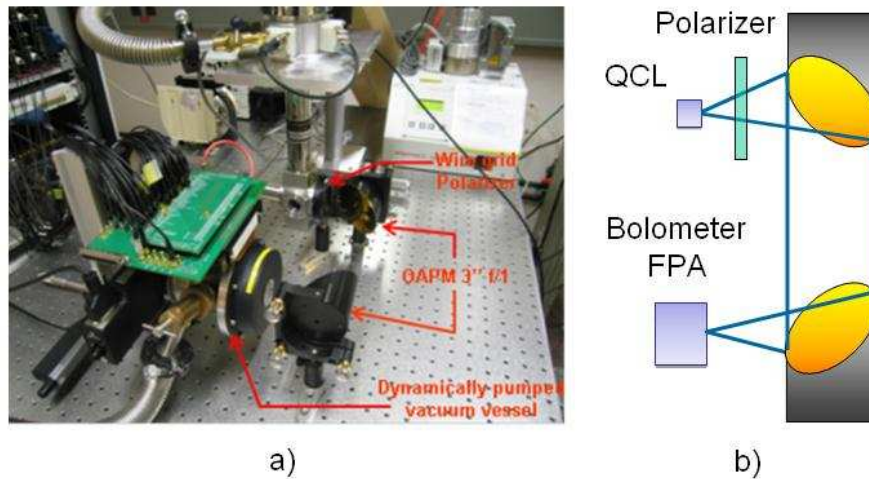 Wire grid
Polarizer
OAPM 3" f/1
Dynamically pumped
vacuum vessel
a)
Polarizer
QCL
Bolometer
FPA
b)